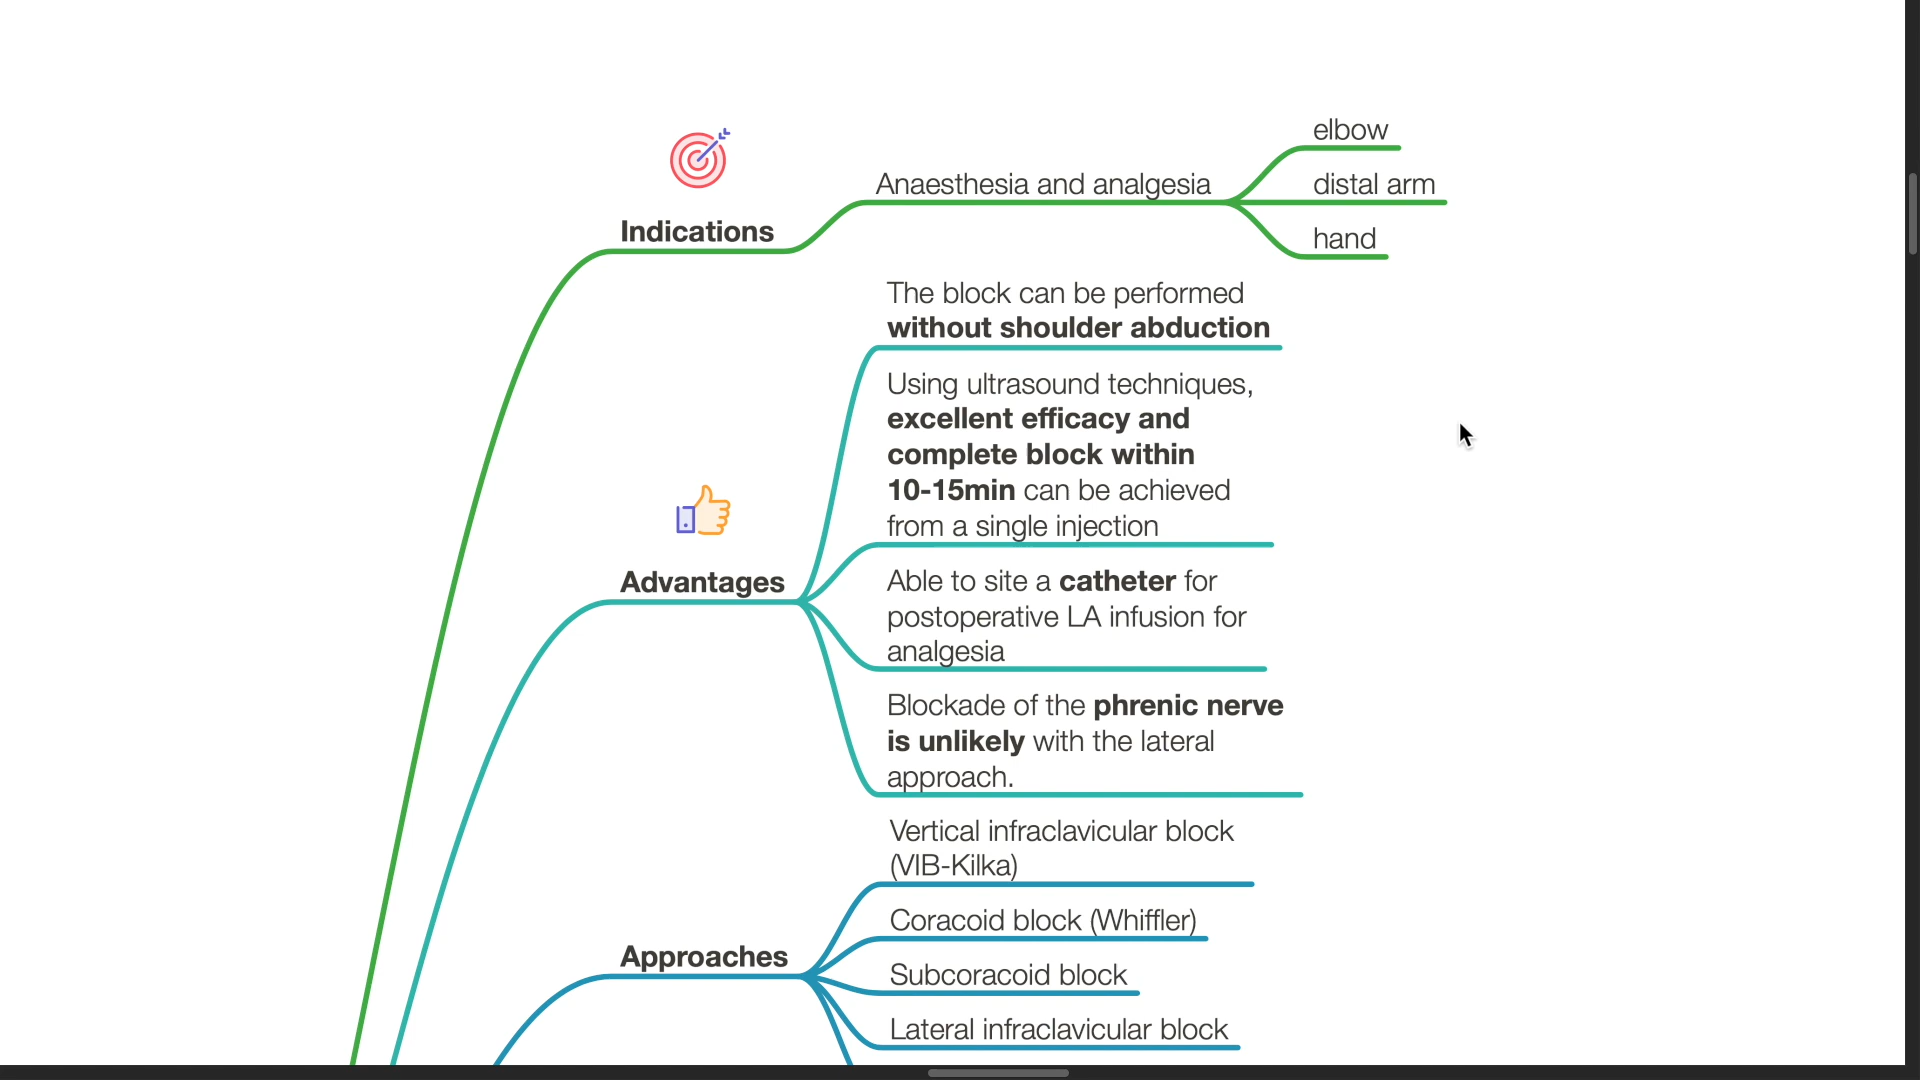 Indications
Anaesthesia and analgesia
elbow
distal arm
hand
Advantages
The block can be performed
without shoulder abduction
Using ultrasound techniques,
excellent efficacy and
complete block within
10-15min can be achieved
from a single injection
Able to site a catheter for
postoperative LA infusion for
analgesia
Blockade of the phrenic nerve
is unlikely with the lateral
approach.
Approaches
Vertical infraclavicular block
(VIB-Kilka)
Coracoid block (Whiffler)
Subcoracoid block
Lateral infraclavicular block